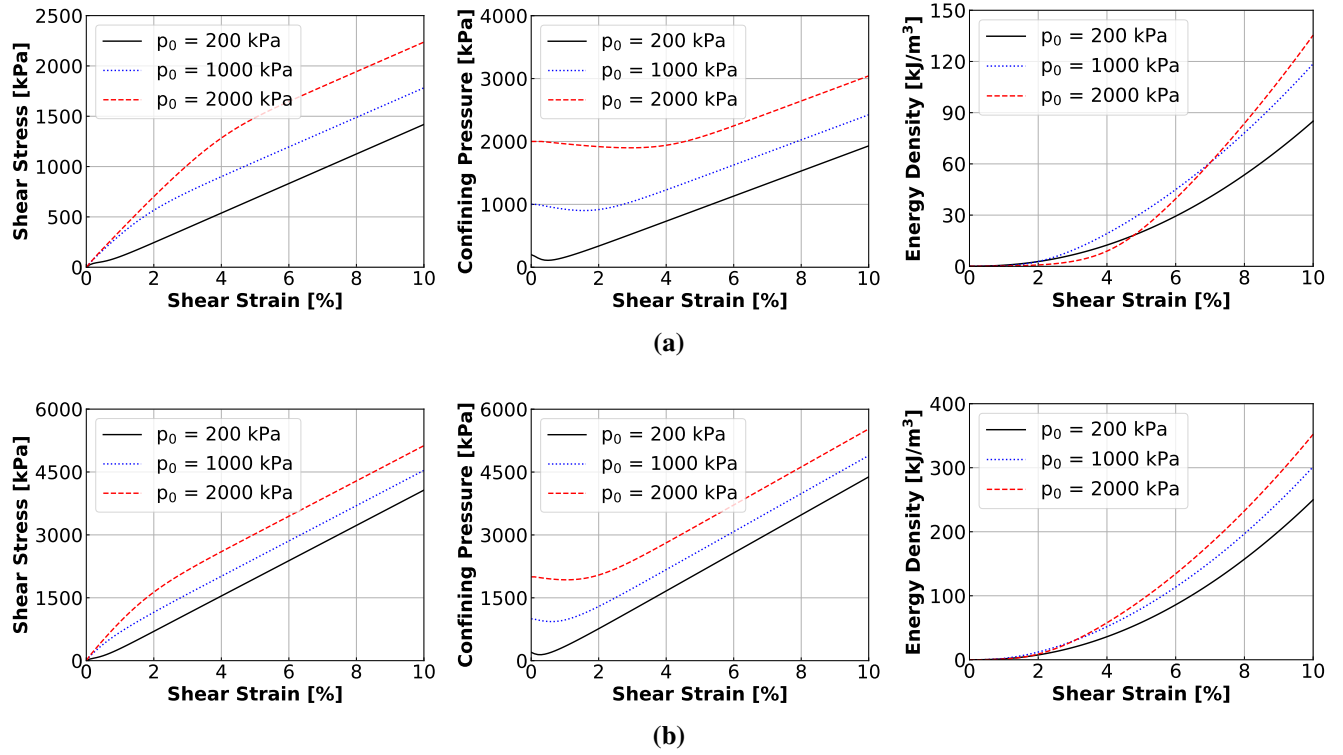 Shear Stress [kPa]
2500
2000
1500
1000
500
0
p₀ = 200 kPa
p₀ = 1000 kPa
p₀ = 2000 kPa
0 2 4 6 8 10
Shear Strain [%]
Confining Pressure [kPa]
4000
3000
2000
1000
0
p₀ = 200 kPa
p₀ = 1000 kPa
p₀ = 2000 kPa
0 2 4 6 8 10
Shear Strain [%]
Energy Density [kJ/m³]
150
120
90
60
30
0
p₀ = 200 kPa
p₀ = 1000 kPa
p₀ = 2000 kPa
0 2 4 6 8 10
Shear Strain [%]
(a)
Shear Stress [kPa]
6000
4500
3000
1500
0
p₀ = 200 kPa
p₀ = 1000 kPa
p₀ = 2000 kPa
0 2 4 6 8 10
Shear Strain [%]
Confining Pressure [kPa]
6000
4500
3000
1500
0
p₀ = 200 kPa
p₀ = 1000 kPa
p₀ = 2000 kPa
0 2 4 6 8 10
Shear Strain [%]
Energy Density [kJ/m³]
400
300
200
100
0
p₀ = 200 kPa
p₀ = 1000 kPa
p₀ = 2000 kPa
0 2 4 6 8 10
Shear Strain [%]
(b)